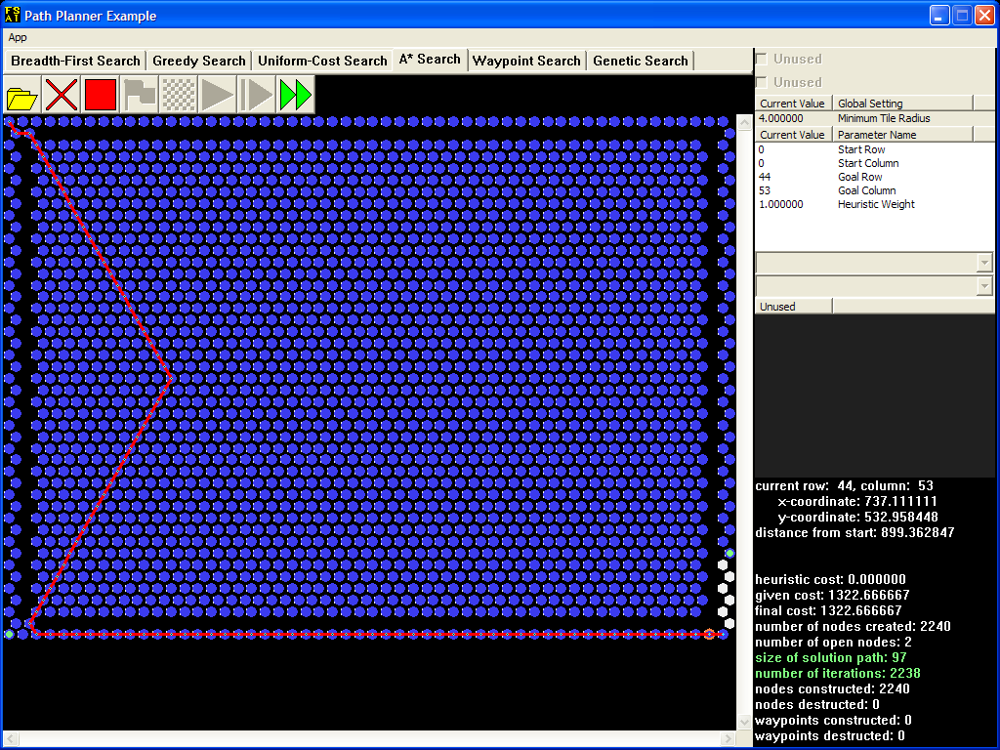 FS AI Path Planner Example
App
Breadth-First Search Greedy Search Uniform-Cost Search A* Search Waypoint Search Genetic Search
Unused
Unused
Current Value Global Setting
4.000000 Minimum Tile Radius
Current Value Parameter Name
0 Start Row
0 Start Column
44 Goal Row
53 Goal Column
1.000000 Heuristic Weight
Unused
current row: 44, column: 53
x-coordinate: 737.111111
y-coordinate: 532.958448
distance from start: 899.362847
heuristic cost: 0.000000
given cost: 1322.666667
final cost: 1322.666667
number of nodes created: 2240
number of open nodes: 2
size of solution path: 97
number of iterations: 2238
nodes constructed: 2240
nodes destructed: 0
waypoints constructed: 0
waypoints destructed: 0